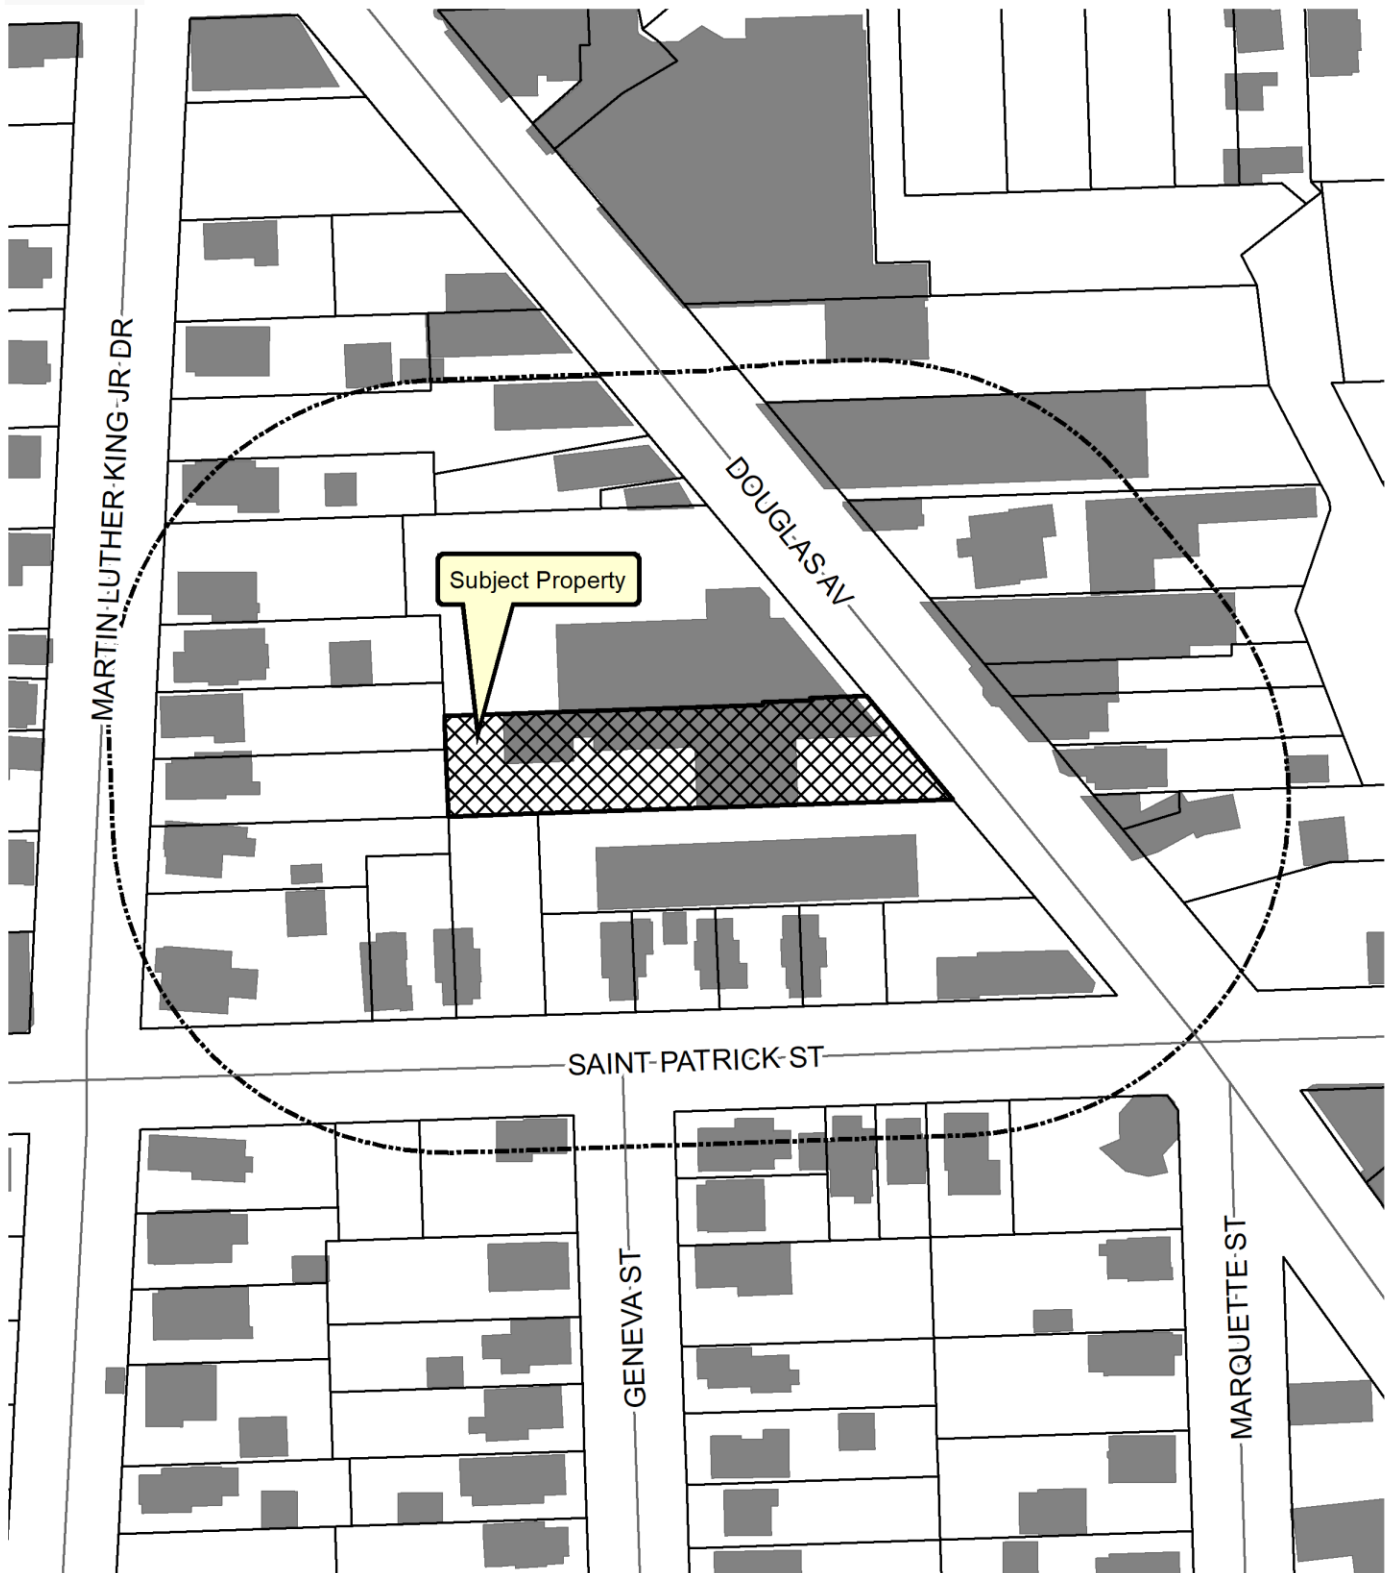 MARTIN LUTHER KING JR DR
DOUGLAS AV
Subject Property
SAINT PATRICK ST
GENEVA ST
MARQUETTE ST